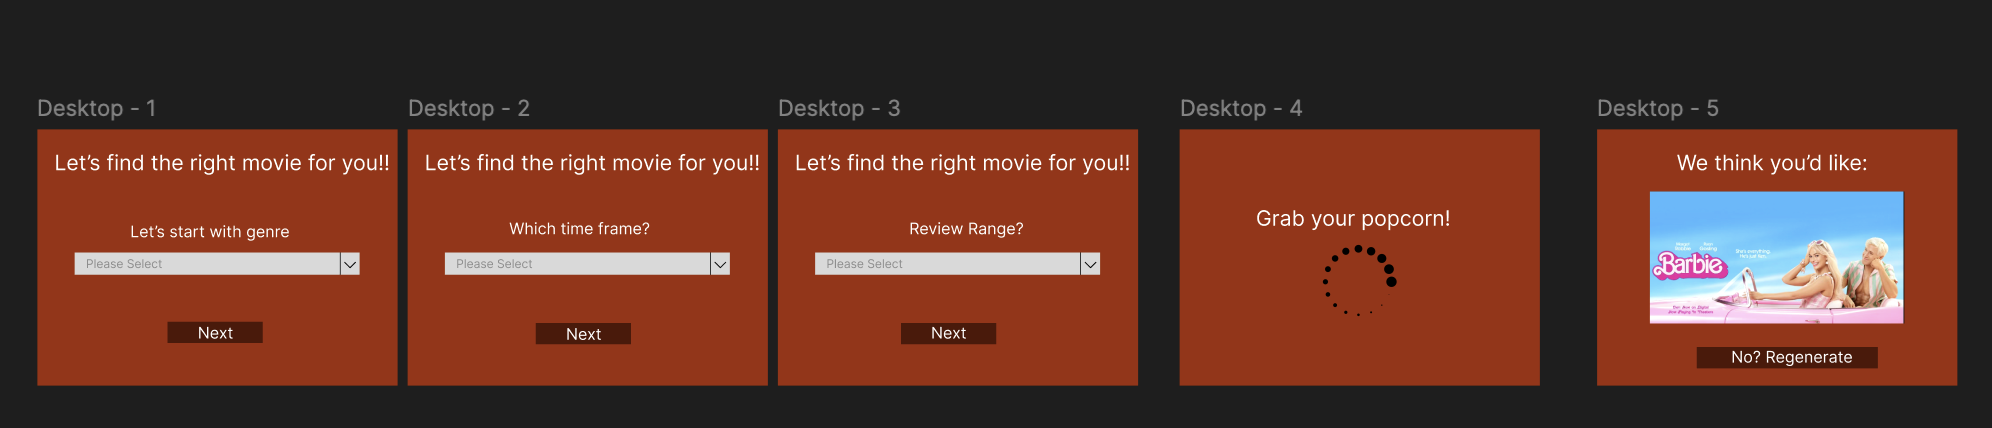 Desktop - 1
Let's find the right movie for you!!
Let's start with genre
Please Select
Next
Desktop - 2
Let's find the right movie for you!!
Which time frame?
Please Select
Next
Desktop - 3
Let's find the right movie for you!!
Review Range?
Please Select
Next
Desktop - 4
Grab your popcorn!
Desktop - 5
We think you'd like:
Barbie
No? Regenerate